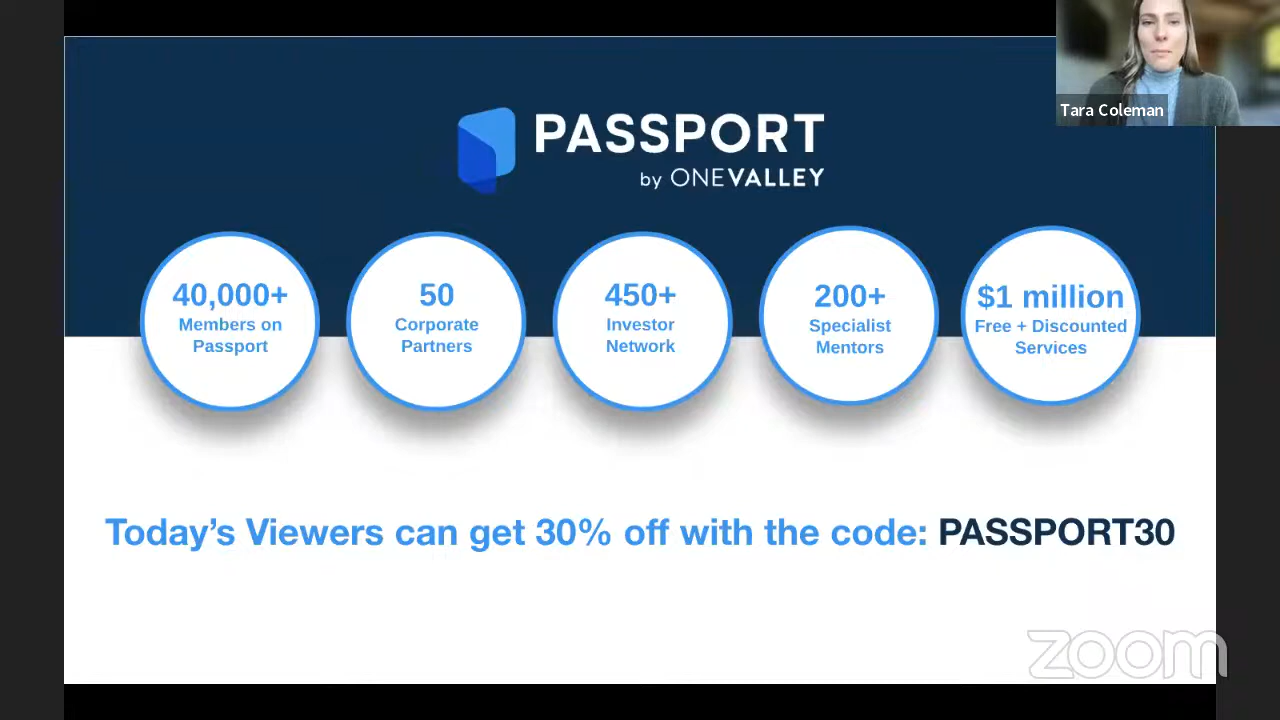 Tara Coleman
PASSPORT
by ONEVALLEY
40,000+
Members on
Passport
50
Corporate
Partners
450+
Investor
Network
200+
Specialist
Mentors
$1 million
Free + Discounted
Services
Today’s Viewers can get 30% off with the code: PASSPORT30
zoom